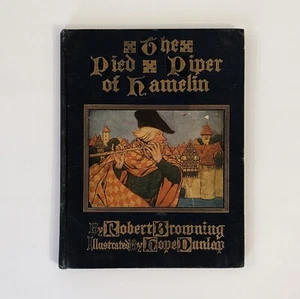 The
Pied Piper
of Hamelin
By Robert Browning
Illustrated By Hope Dunlap